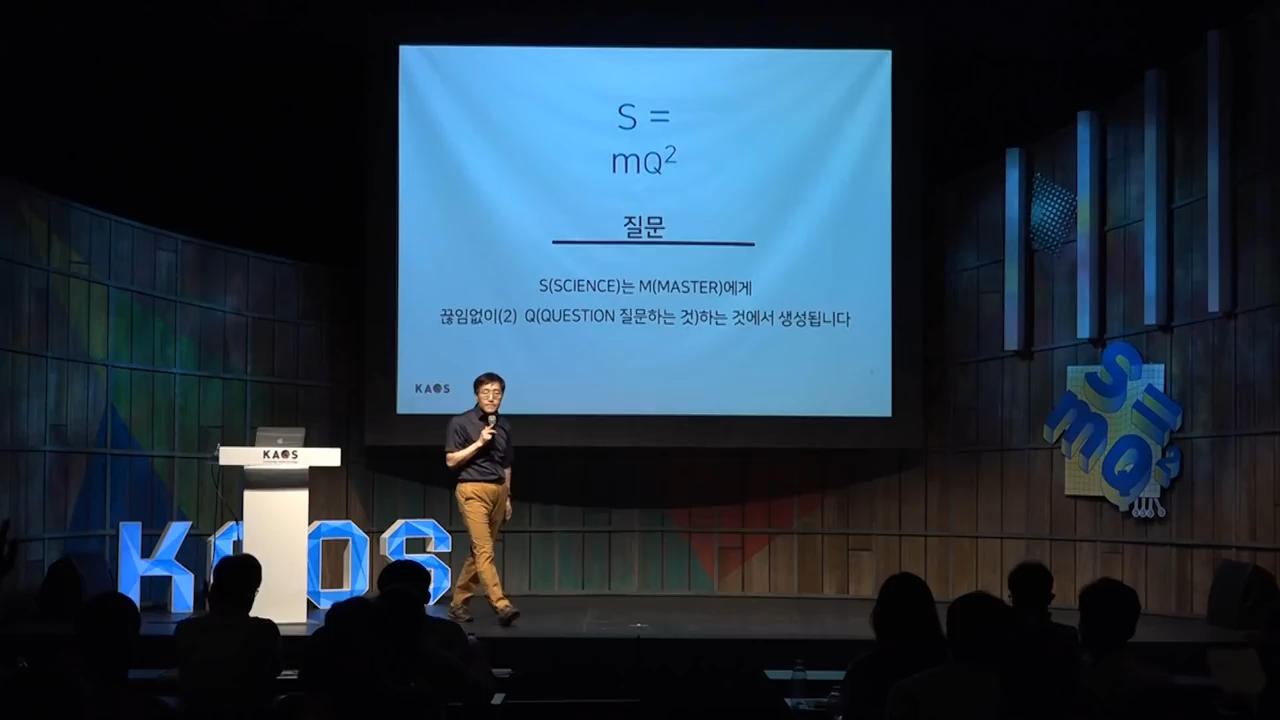 S =
mQ²
질문
S(SCIENCE)는 M(MASTER)에게
끊임없이(2) Q(QUESTION 질문하는 것)하는 것에서 생성됩니다
KAOS
KAOS
KAOS
S=
mQ²